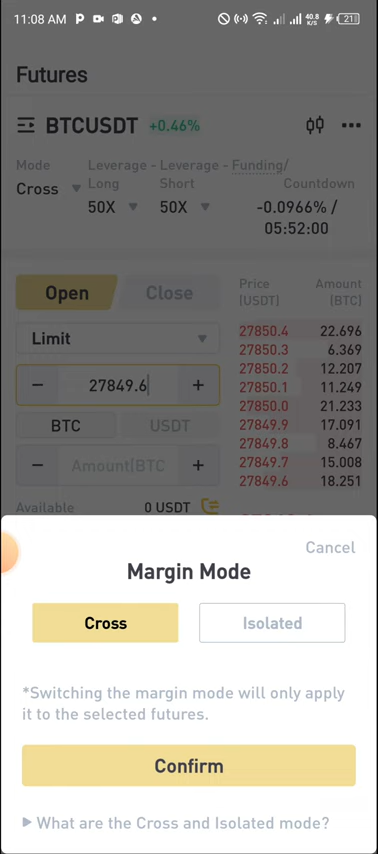 11:08 AM
40.8
K/s
21
Futures
BTCUSDT +0.46%
Mode
Leverage - Leverage - Funding/
Long Short Countdown
Cross
50X 50X -0.0966% /
05:52:00
Open Close
Price Amount
(USDT) (BTC)
Limit
27850.4 22.696
27850.3 6.369
27850.2 12.207
− 27849.6 +
27850.1 11.249
27850.0 21.233
BTC USDT
27849.9 17.091
27849.8 8.467
− Amount(BTC +
27849.7 15.008
27849.6 18.251
Available 0 USDT
Cancel
Margin Mode
Cross Isolated
*Switching the margin mode will only apply
it to the selected futures.
Confirm
What are the Cross and Isolated mode?